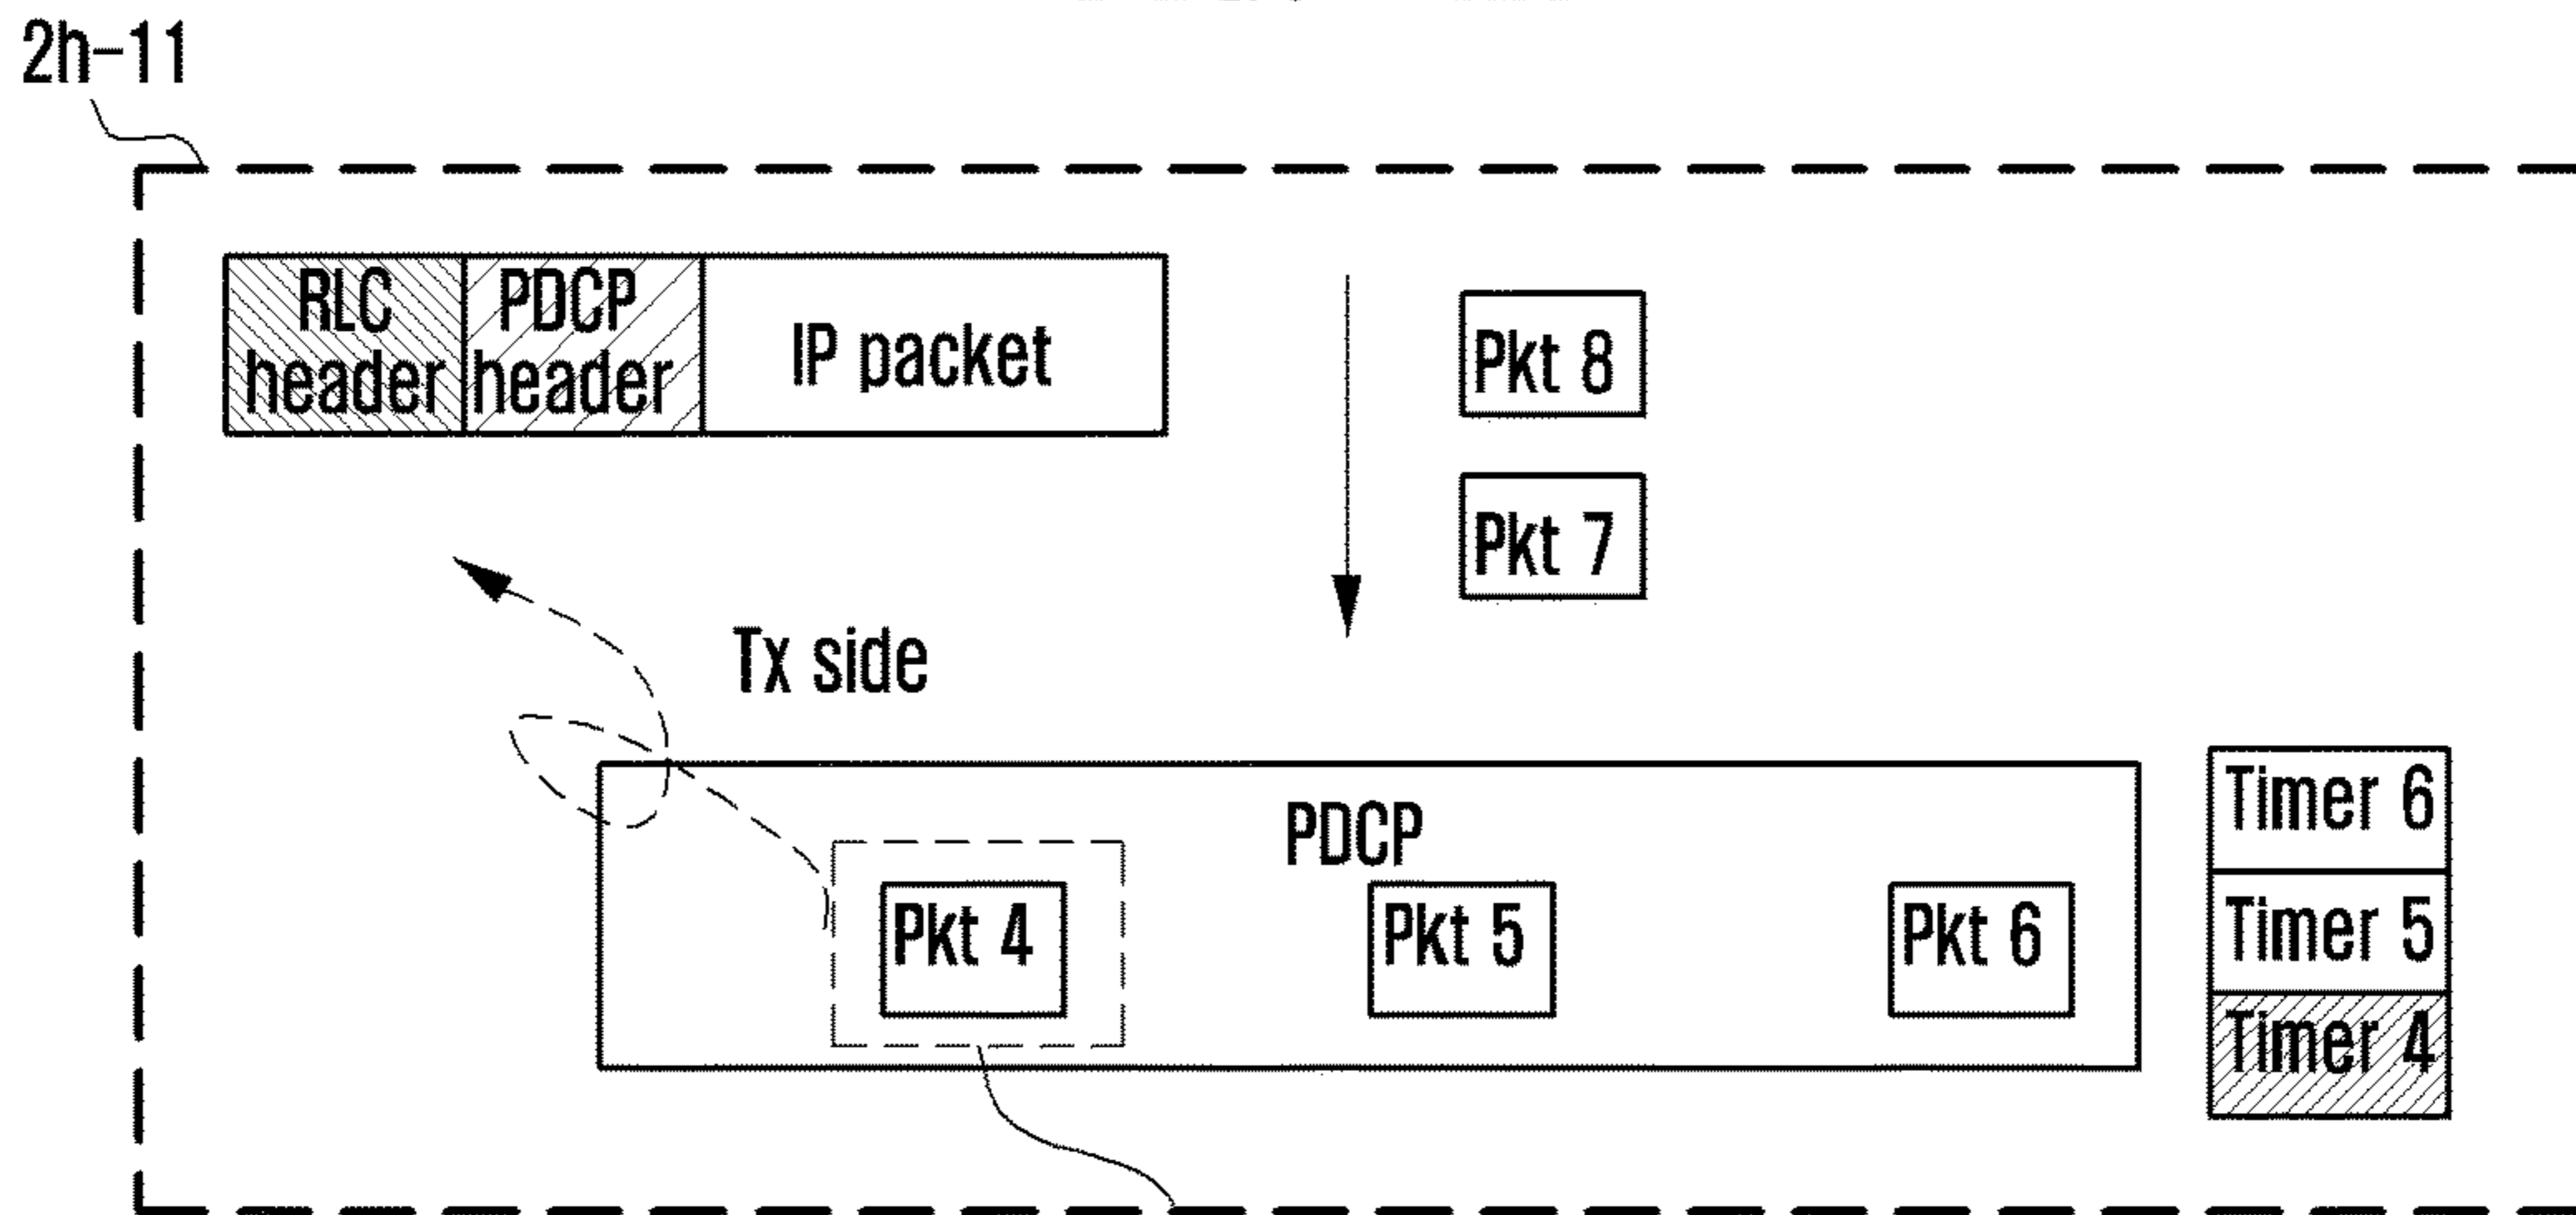 2h-11
RLC
header
PDCP
header
IP packet
Pkt 8
Pkt 7
Tx side
PDCP
Pkt 4
Pkt 5
Pkt 6
Timer 6
Timer 5
Timer 4